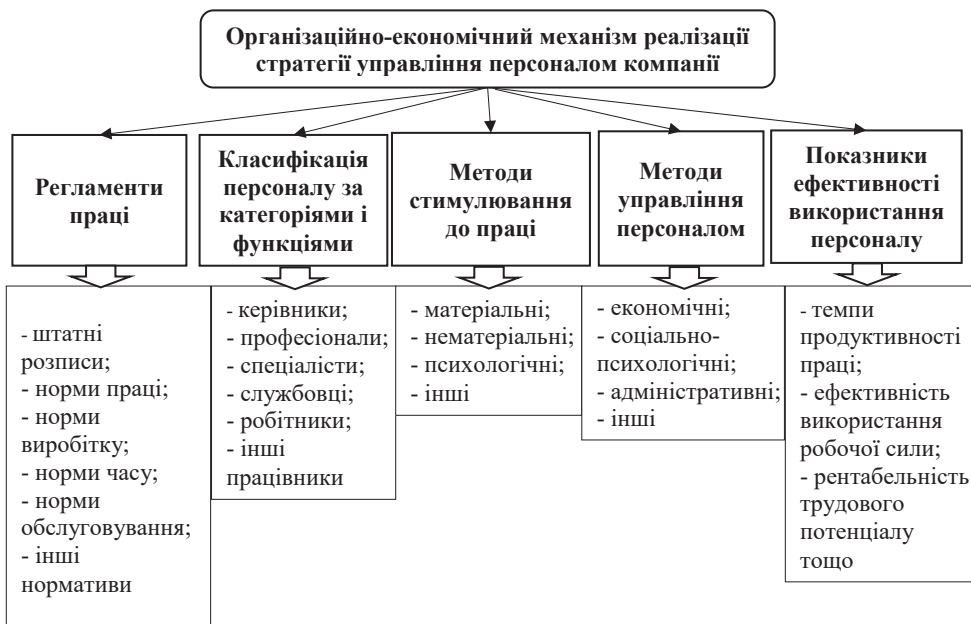 Організаційно-економічний механізм реалізації
стратегії управління персоналом компанії
Регламенти
праці
Класифікація
персоналу за
категоріями і
функціями
Методи
стимулювання
до праці
Методи
управління
персоналом
Показники
ефективності
використання
персоналу
- штатні
розписи;
- норми праці;
- норми
виробітку;
- норми часу;
- норми
обслуговування;
- інші
нормативи
- керівники;
- професіонали;
- спеціалісти;
- службовці;
- робітники;
- інші
працівники
- матеріальні;
- нематеріальні;
- психологічні;
- інші
- економічні;
- соціально-
психологічні;
- адміністративні;
- інші
- темпи
продуктивності
праці;
- ефективність
використання
робочої сили;
- рентабельність
трудового
потенціалу
тощо